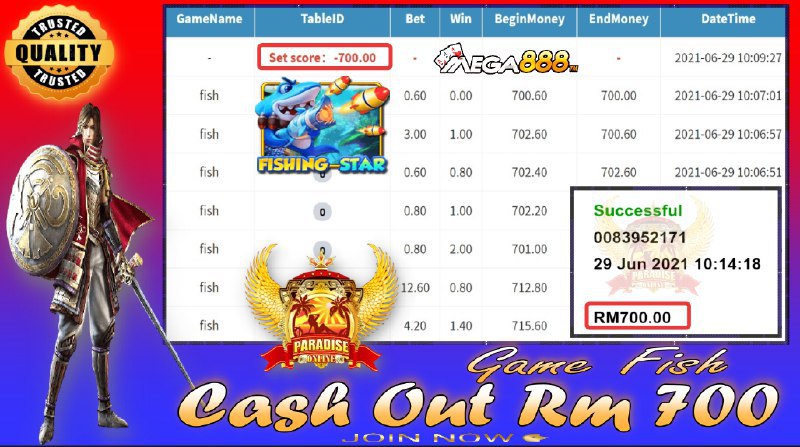 TRUSTED
QUALITY
TRUSTED
GameName TableID Bet Win BeginMoney EndMoney DateTime
- Set score: -700.00 - MEGA888 TM - 2021-06-29 10:09:27
fish 0.60 0.00 700.60 700.00 2021-06-29 10:07:01
fish 3.00 1.00 702.60 700.60 2021-06-29 10:06:57
FISHING-STAR
fish 0 0.60 0.80 702.40 702.60 2021-06-29 10:06:51
fish 0 0.80 1.00 702.20
fish 0 0.80 2.00 701.00
fish 12.60 0.80 712.80
fish 4.20 1.40 715.60
Successful
0083952171
29 Jun 2021 10:14:18
RM700.00
PARADISE
ONLINE
Game Fish
Cash Out Rm 700
JOIN NOW